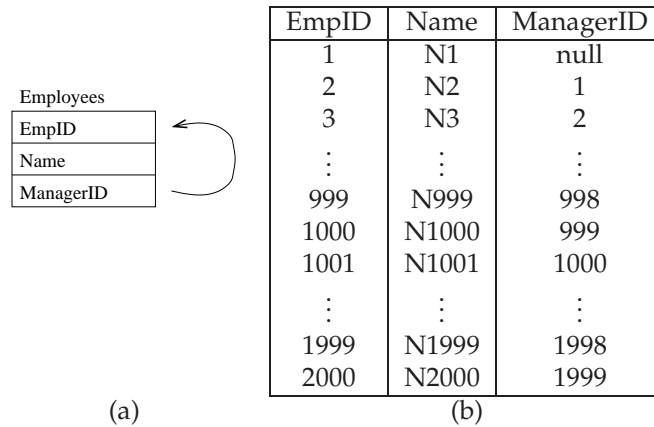 Employees
EmpID
Name
ManagerID
(a)
EmpID Name ManagerID
1 N1 null
2 N2 1
3 N3 2
⋮ ⋮ ⋮
999 N999 998
1000 N1000 999
1001 N1001 1000
⋮ ⋮ ⋮
1999 N1999 1998
2000 N2000 1999
(b)